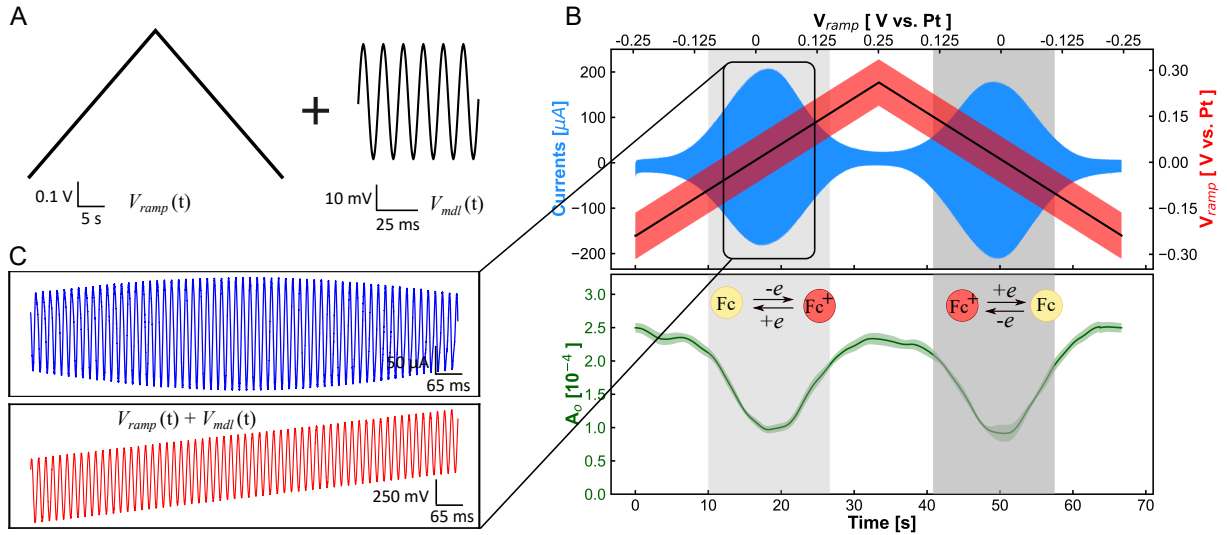 A
0.1 V
5 s
V_ramp(t)
+
10 mV
25 ms
V_mdl(t)
B
V_ramp [ V vs. Pt ]
-0.25 -0.125 0 0.125 0.25 0.125 0 -0.125 -0.25
Currents [μA]
200
100
0
−100
−200
0.30
0.15
0.00
−0.15
−0.30
V_ramp [ V vs. Pt ]
C
50 μA
65 ms
V_ramp(t) + V_mdl(t)
250 mV
65 ms
A_o [10⁻⁴]
3.0
2.5
2.0
1.5
1.0
0.5
0.0
Fc -e +e Fc⁺
Fc⁺ +e -e Fc
0 10 20 30 40 50 60 70
Time [s]